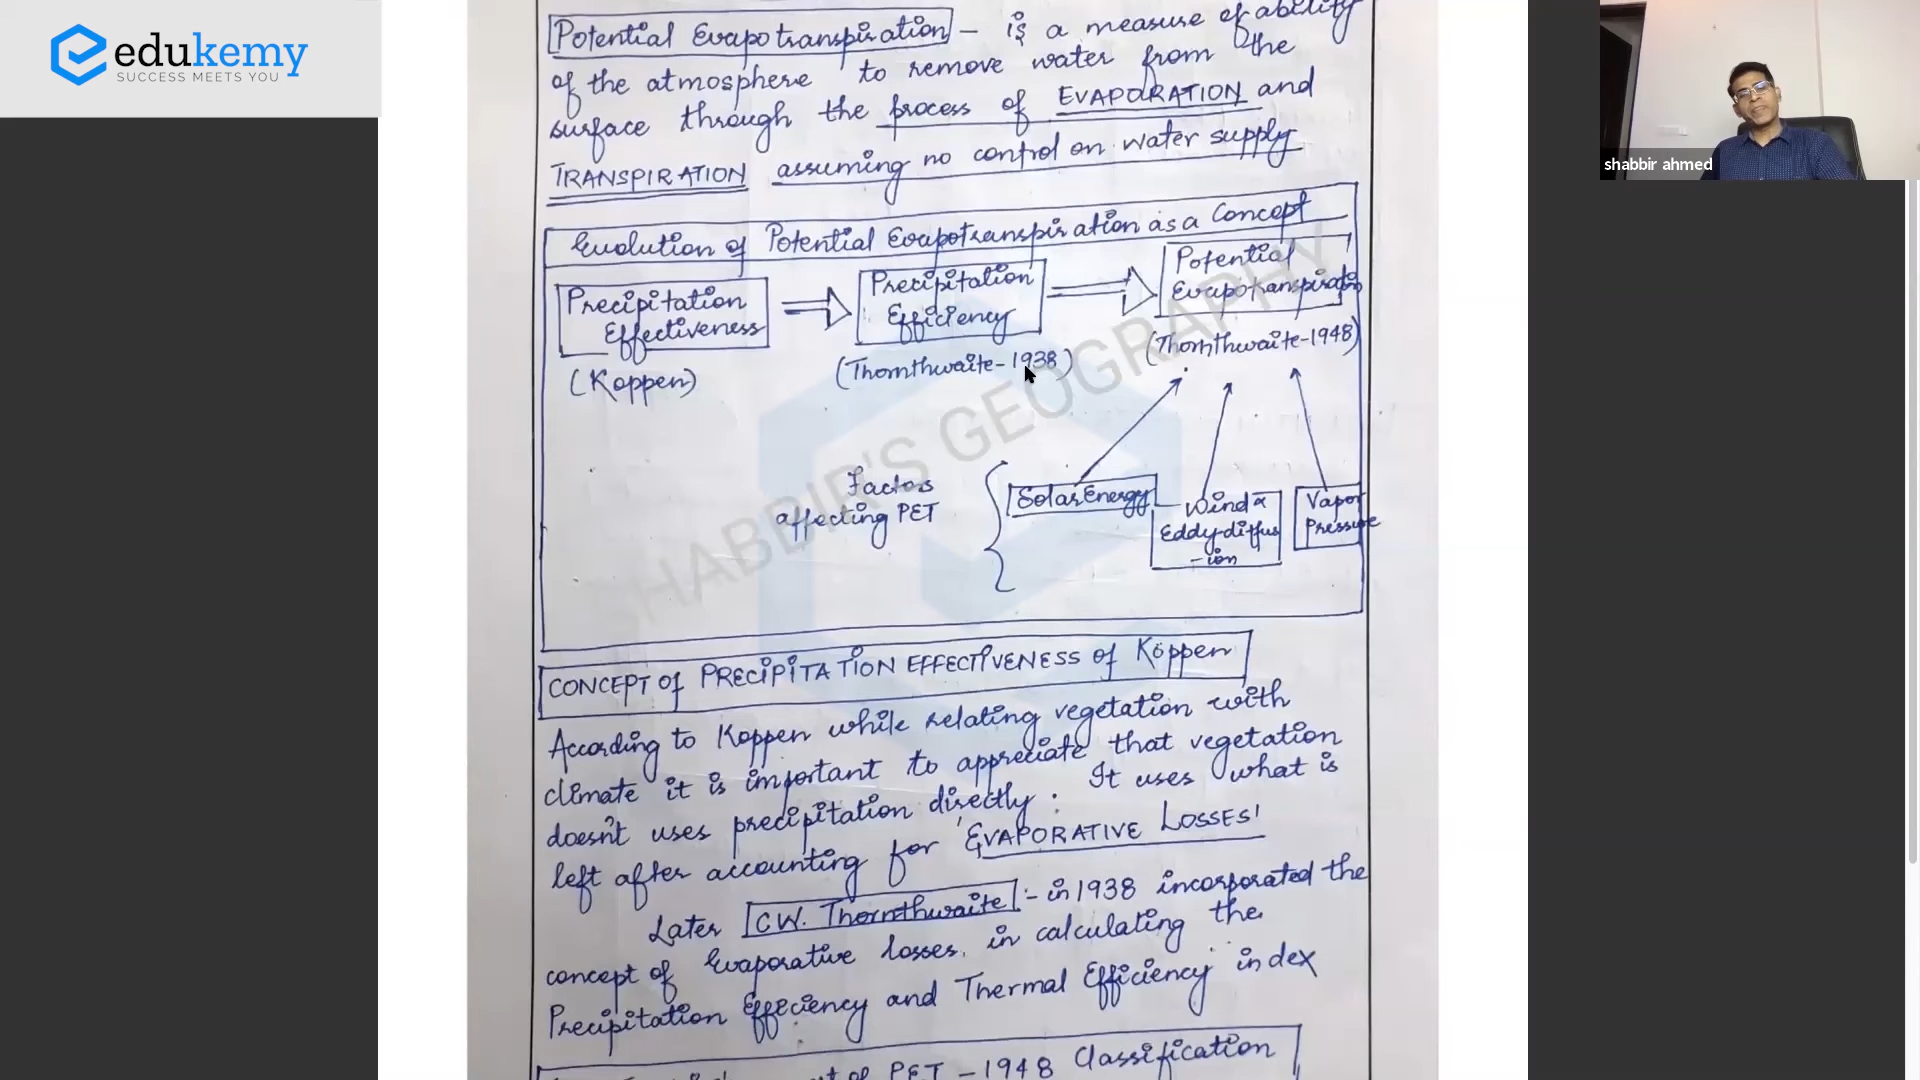 edukemy
SUCCESS MEETS YOU
shabbir ahmed
Potential Evapotranspiration - is a measure of ability
of the atmosphere to remove water from the
surface through the process of EVAPORATION and
TRANSPIRATION assuming no control on water supply
Evolution of Potential Evapotranspiration as a Concept
Precipitation
Effectiveness
(Koppen)
Precipitation
Efficiency
(Thornthwaite-1938)
Potential
Evapotranspiration
(Thornthwaite-1948)
Factors
affecting PET
Solar Energy
Wind &
Eddy-diffus
-ion
Vapor
Pressure
SHABBIR'S GEOGRAPHY
CONCEPT of PRECIPITATION EFFECTIVENESS of Köppen
According to Koppen while relating vegetation with
climate it is important to appreciate that vegetation
doesn't uses precipitation directly. It uses what is
left after accounting for 'EVAPORATIVE LOSSES'
Later CW. Thornthwaite :- in 1938 incorporated the
concept of Evaporative losses. in calculating the
Precipitation Efficiency and Thermal Efficiency index
of PET - 1948 Classification